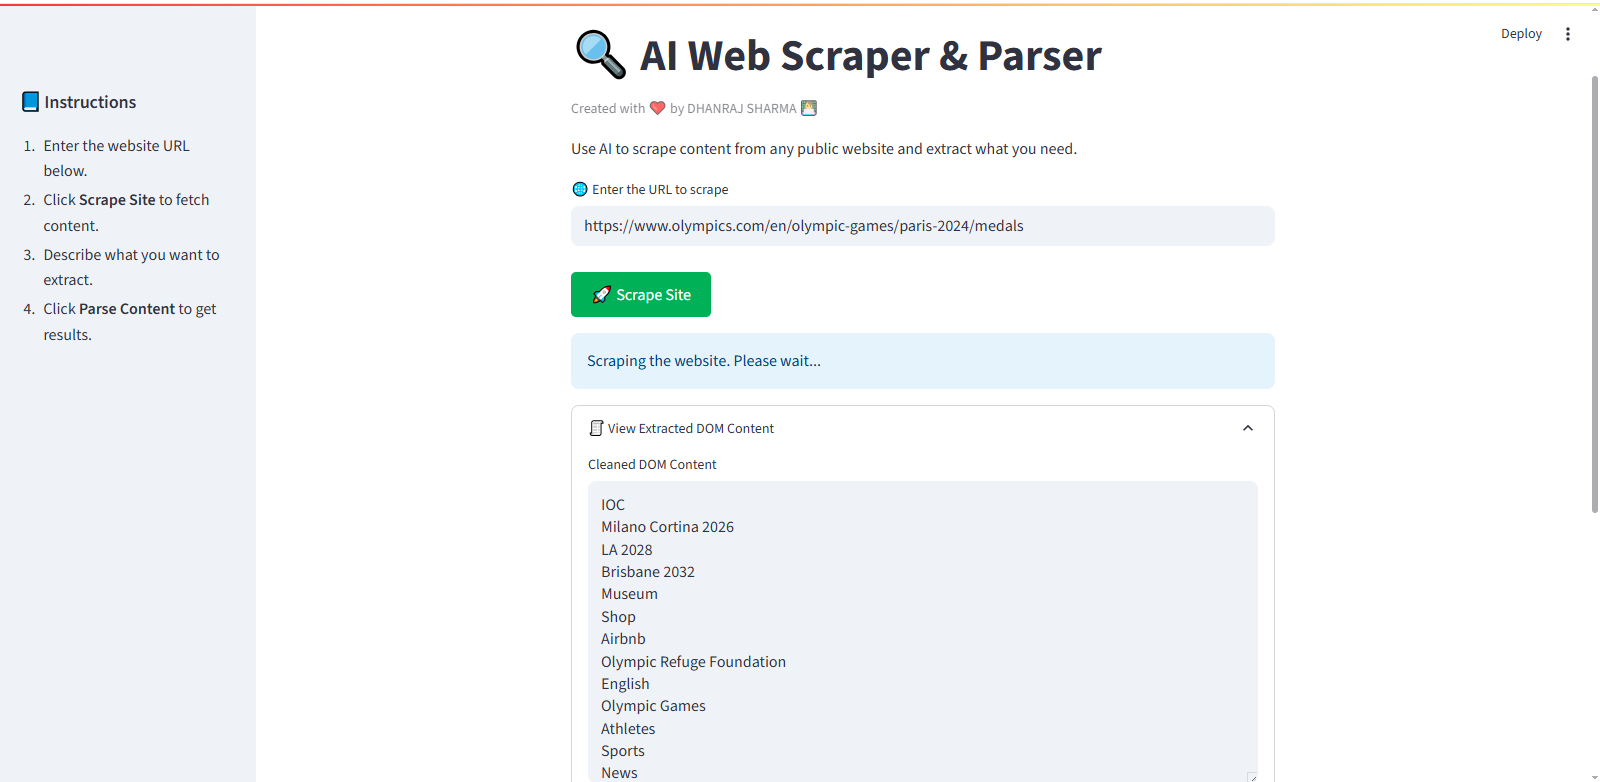 Deploy
📘 Instructions
1. Enter the website URL
below.
2. Click Scrape Site to fetch
content.
3. Describe what you want to
extract.
4. Click Parse Content to get
results.
🔍 AI Web Scraper & Parser
Created with ❤️ by DHANRAJ SHARMA
Use AI to scrape content from any public website and extract what you need.
🌐 Enter the URL to scrape
https://www.olympics.com/en/olympic-games/paris-2024/medals
🚀 Scrape Site
Scraping the website. Please wait...
View Extracted DOM Content
Cleaned DOM Content
IOC
Milano Cortina 2026
LA 2028
Brisbane 2032
Museum
Shop
Airbnb
Olympic Refuge Foundation
English
Olympic Games
Athletes
Sports
News